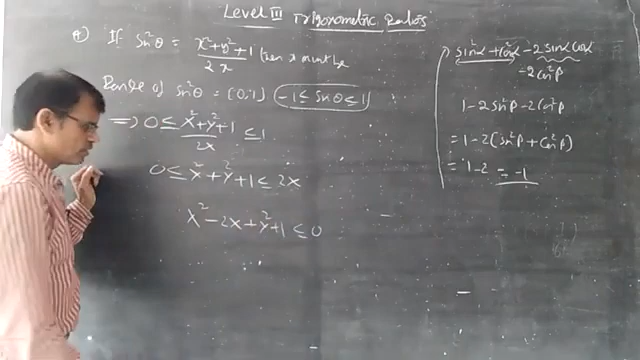 Level III Trigonometric Ratios
If sin²θ = (x²+y²+1)/2x then x must be
Range of sin²θ = [0,1] -1 ≤ sinθ ≤ 1
⇒ 0 ≤ (x²+y²+1)/2x ≤ 1
0 ≤ x²+y²+1 ≤ 2x
x²-2x+y²+1 ≤ 0
sin²α + cos²α - 2sinα cosα
- 2cos²β
1-2sin²β-2cos²β
= 1-2(sin²β+cos²β)
= 1-2 = -1